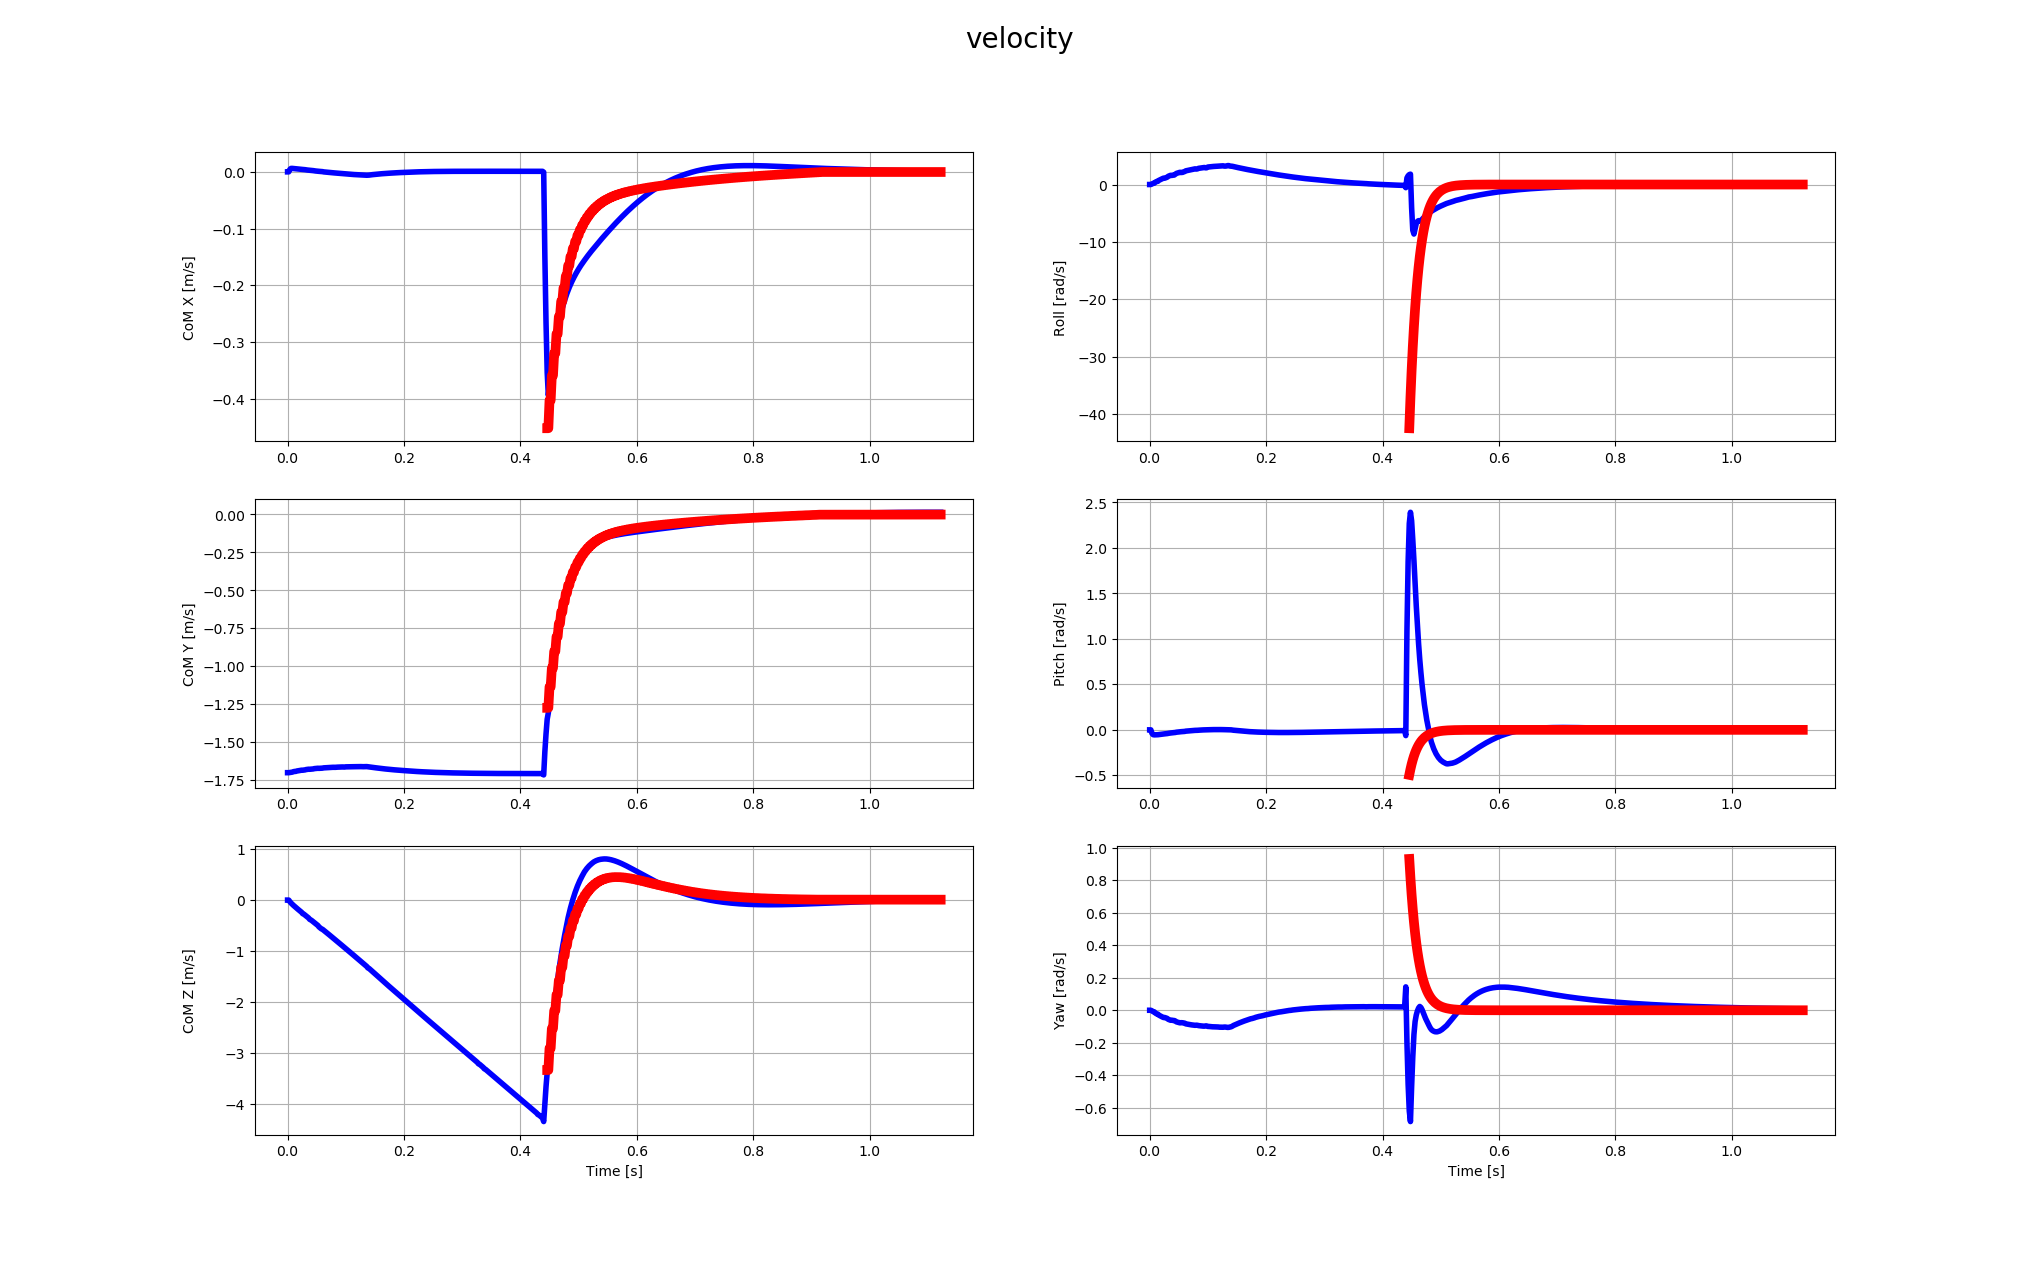 velocity
CoM X [m/s]
0.0
−0.1
−0.2
−0.3
−0.4
0.0 0.2 0.4 0.6 0.8 1.0
Roll [rad/s]
0
−10
−20
−30
−40
0.0 0.2 0.4 0.6 0.8 1.0
CoM Y [m/s]
0.00
−0.25
−0.50
−0.75
−1.00
−1.25
−1.50
−1.75
0.0 0.2 0.4 0.6 0.8 1.0
Pitch [rad/s]
2.5
2.0
1.5
1.0
0.5
0.0
−0.5
0.0 0.2 0.4 0.6 0.8 1.0
CoM Z [m/s]
1
0
−1
−2
−3
−4
0.0 0.2 0.4 0.6 0.8 1.0
Time [s]
Yaw [rad/s]
1.0
0.8
0.6
0.4
0.2
0.0
−0.2
−0.4
−0.6
0.0 0.2 0.4 0.6 0.8 1.0
Time [s]